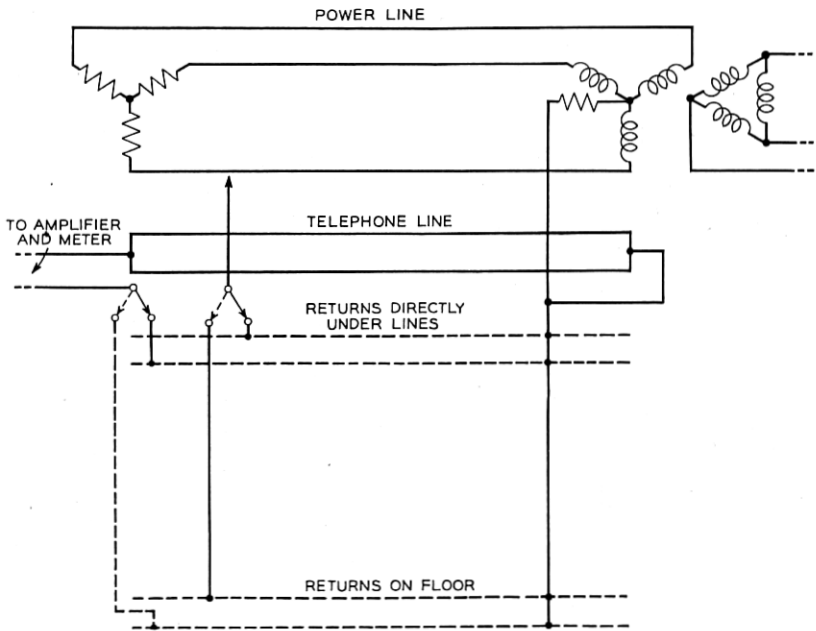 POWER LINE
TO AMPLIFIER
AND METER
TELEPHONE LINE
RETURNS DIRECTLY
UNDER LINES
RETURNS ON FLOOR